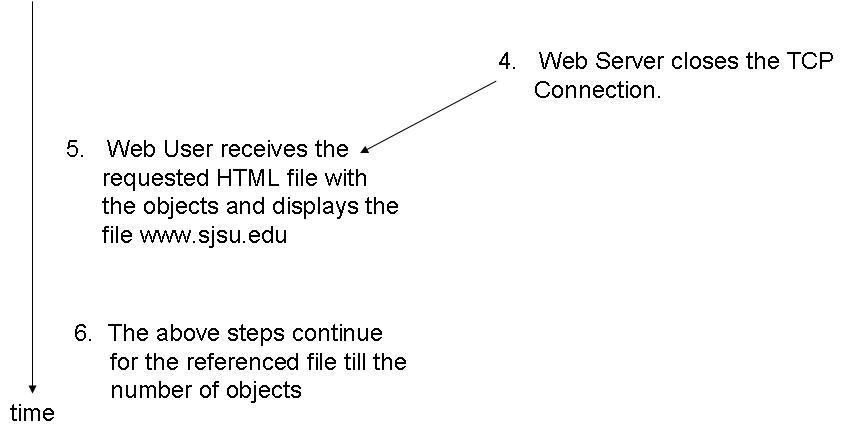 4. Web Server closes the TCP
Connection.
5. Web User receives the
requested HTML file with
the objects and displays the
file www.sjsu.edu
6. The above steps continue
for the referenced file till the
number of objects
time